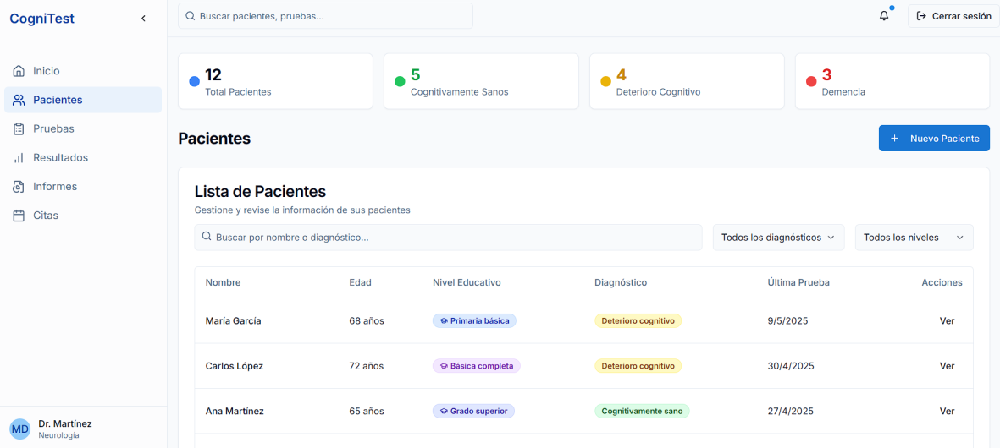 CogniTest
Buscar pacientes, pruebas...
Cerrar sesión
Inicio
Pacientes
Pruebas
Resultados
Informes
Citas
MD
Dr. Martínez
Neurología
12
Total Pacientes
5
Cognitivamente Sanos
4
Deterioro Cognitivo
3
Demencia
Pacientes
Nuevo Paciente
Lista de Pacientes
Gestione y revise la información de sus pacientes
Buscar por nombre o diagnóstico...
Todos los diagnósticos
Todos los niveles
Nombre Edad Nivel Educativo Diagnóstico Última Prueba Acciones
María García 68 años Primaria básica Deterioro cognitivo 9/5/2025 Ver
Carlos López 72 años Básica completa Deterioro cognitivo 30/4/2025 Ver
Ana Martínez 65 años Grado superior Cognitivamente sano 27/4/2025 Ver